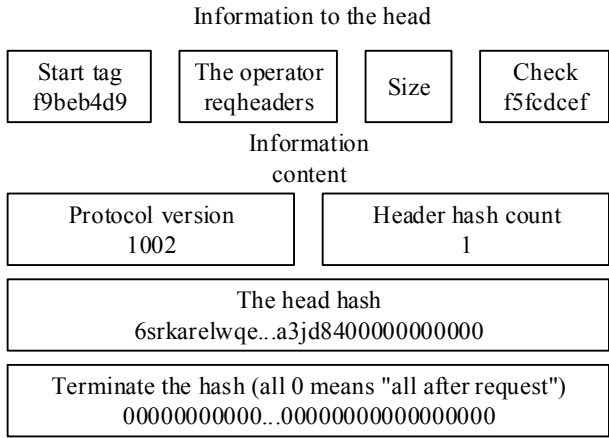 Information to the head
Start tag
f9beb4d9
The operator
reqheaders
Size
Check
f5fcdcef
Information
content
Protocol version
1002
Header hash count
1
The head hash
6srkarelwqe...a3jd8400000000000
Terminate the hash (all 0 means "all after request")
00000000000...00000000000000000